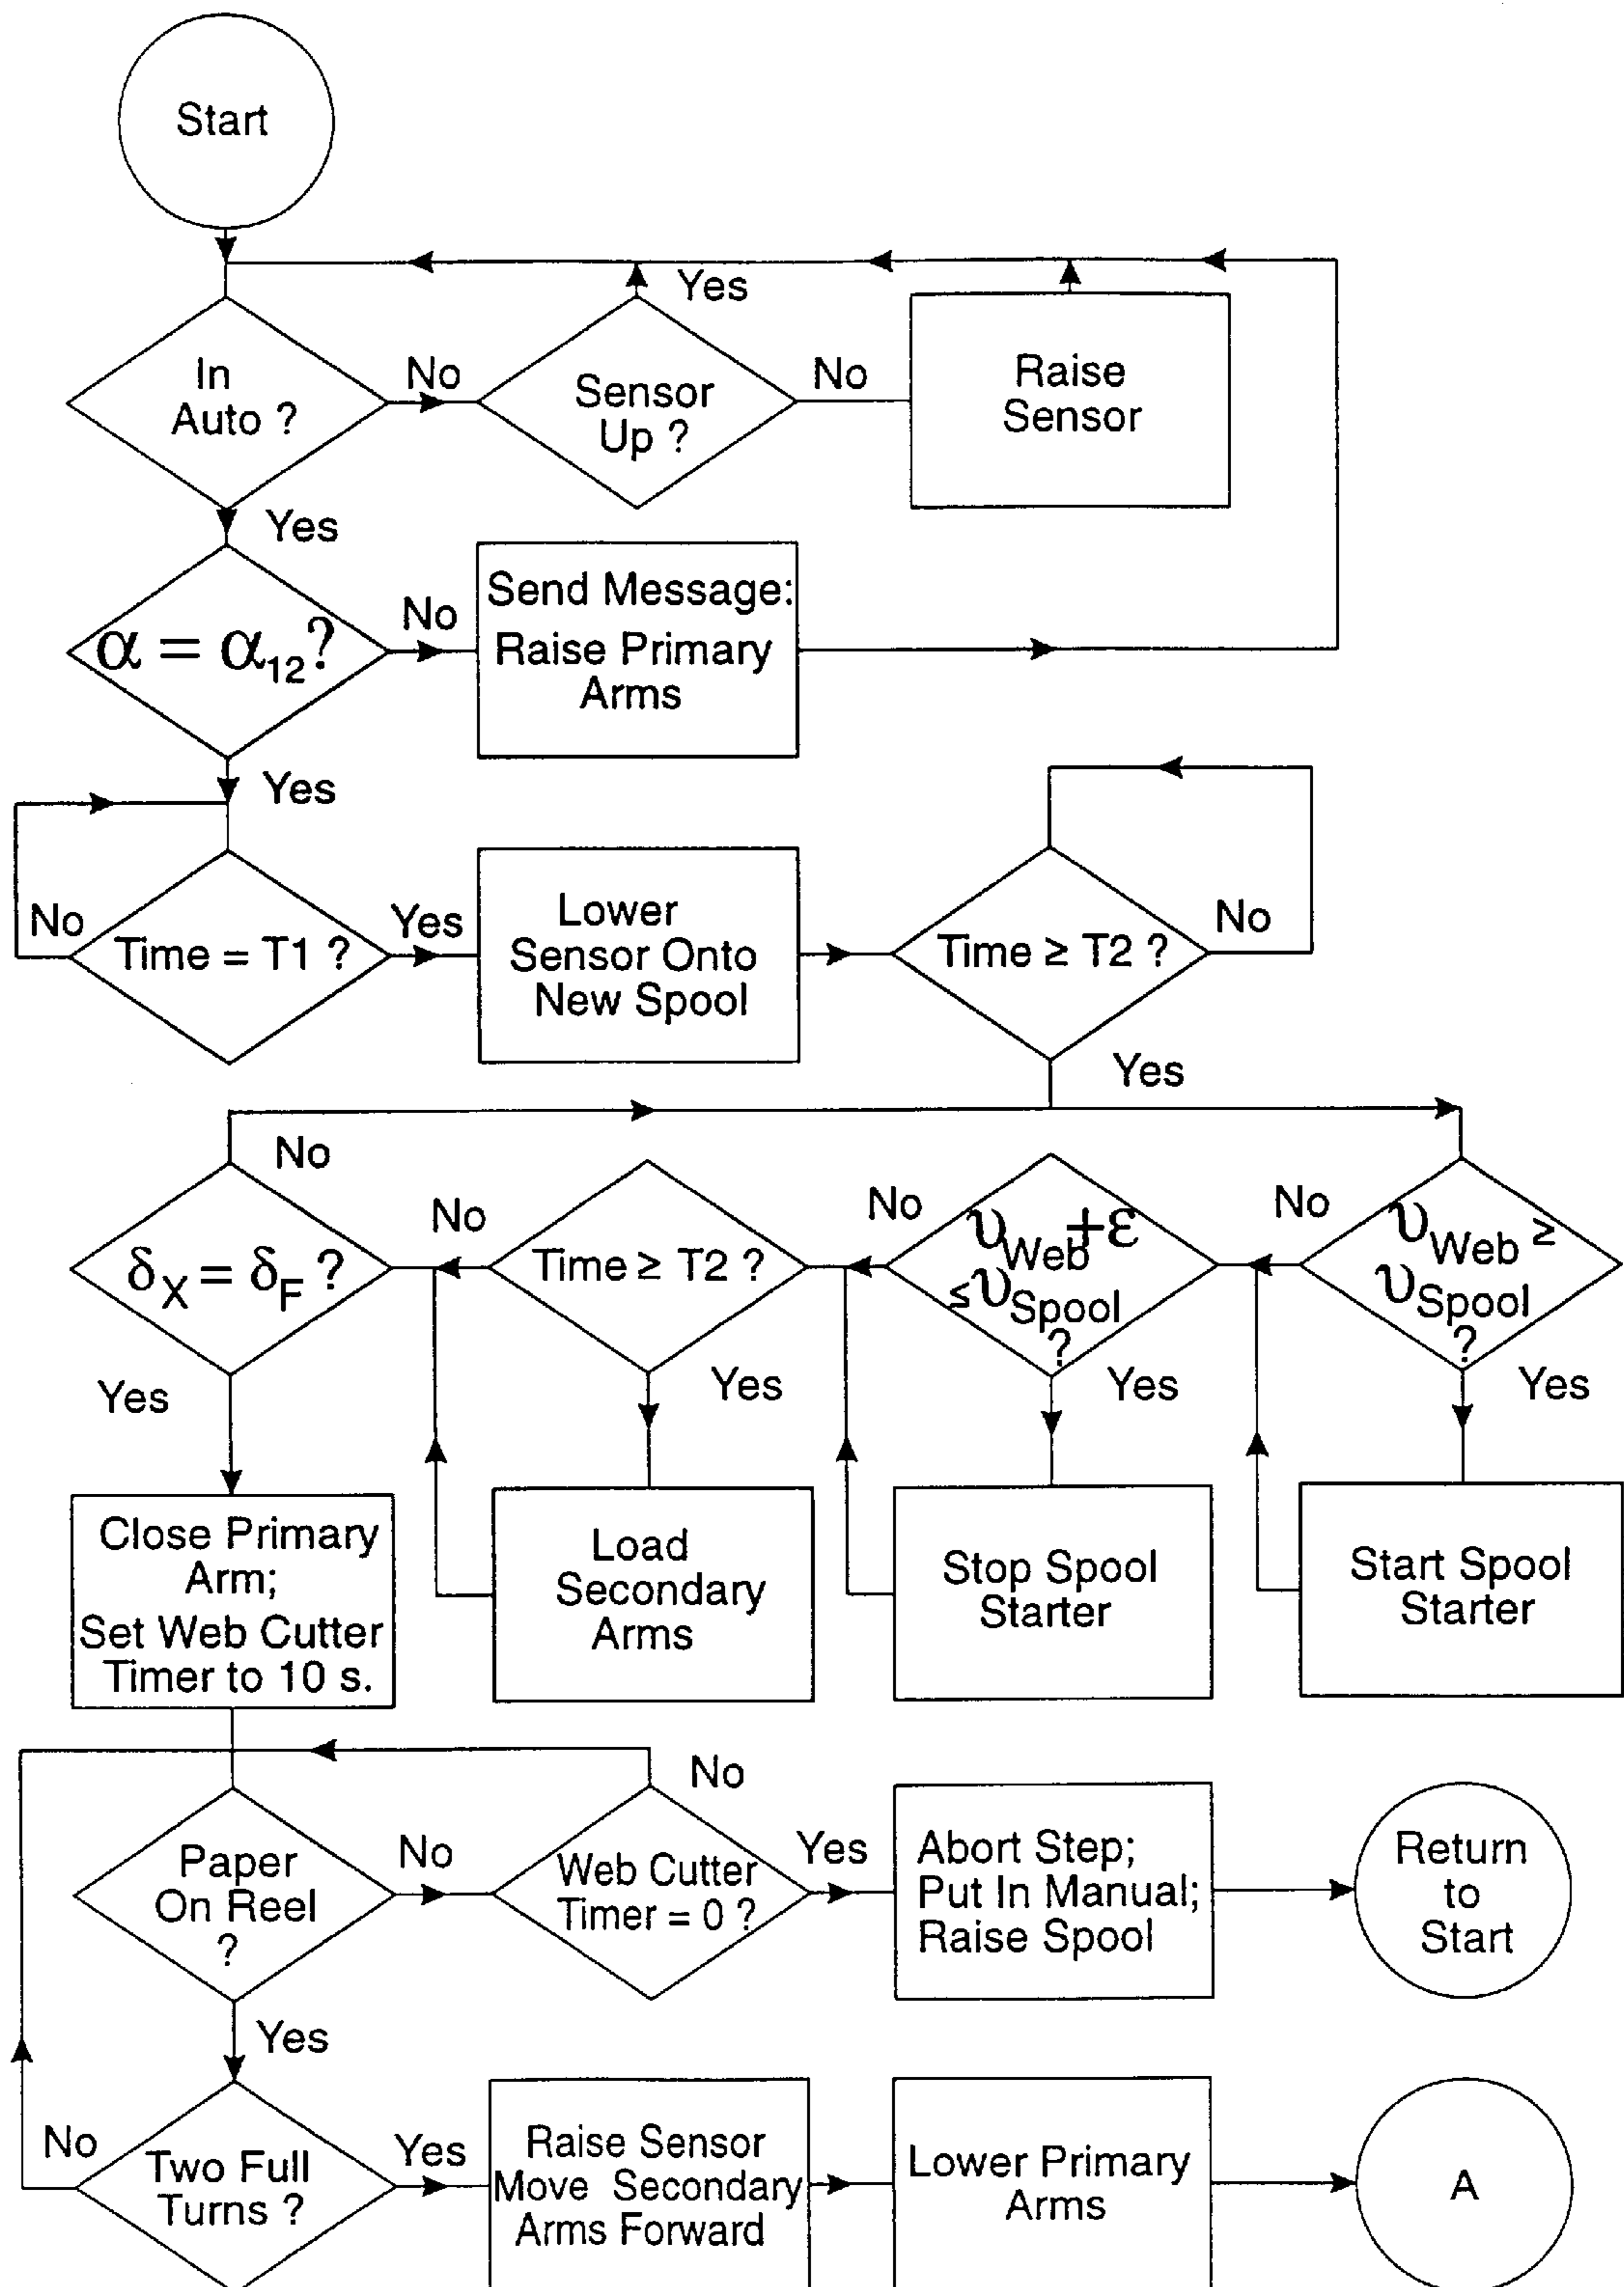 Start
Yes
In
Auto ?
No
Sensor
Up ?
No
Raise
Sensor
Yes
α = α₁₂?
No
Send Message:
Raise Primary
Arms
Yes
No
Time = T1 ?
Yes
Lower
Sensor Onto
New Spool
Time ≥ T2 ?
No
Yes
No
δX = δF ?
No
Time ≥ T2 ?
No
υWeb+ε
≤υSpool
?
No
υWeb ≥
υSpool
?
Yes
Yes
Yes
Yes
Close Primary
Arm;
Set Web Cutter
Timer to 10 s.
Load
Secondary
Arms
Stop Spool
Starter
Start Spool
Starter
No
Paper
On Reel
?
No
Web Cutter
Timer = 0 ?
Yes
Abort Step;
Put In Manual;
Raise Spool
Return
to
Start
Yes
No
Two Full
Turns ?
Yes
Raise Sensor
Move Secondary
Arms Forward
Lower Primary
Arms
A